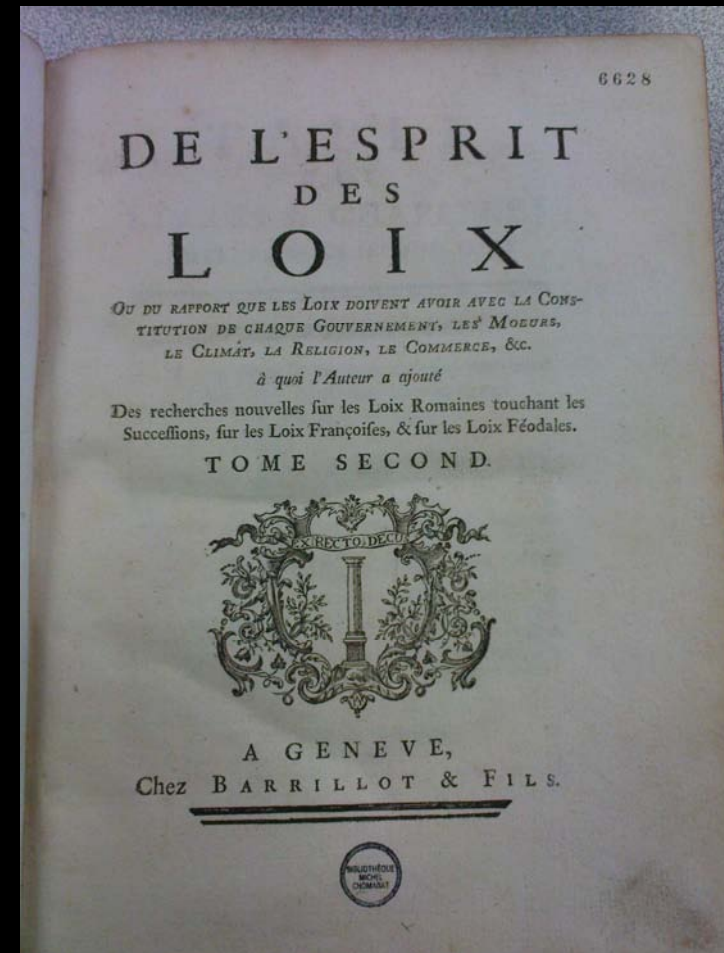 6628
DE L'ESPRIT
DES
LOIX
OU DU RAPPORT QUE LES LOIX DOIVENT AVOIR AVEC LA CONS-
TITUTION DE CHAQUE GOUVERNEMENT, LES MOEURS,
LE CLIMAT, LA RELIGION, LE COMMERCE, &c.
à quoi l'Auteur a ajouté
Des recherches nouvelles ſur les Loix Romaines touchant les
Succeſſions, ſur les Loix Françoiſes, & ſur les Loix Féodales.
TOME SECOND.
EX RECTO DECUS
A GENEVE,
Chez BARRILLOT & FILS.
BIBLIOTHÈQUE
MICHEL
CHOMARAT